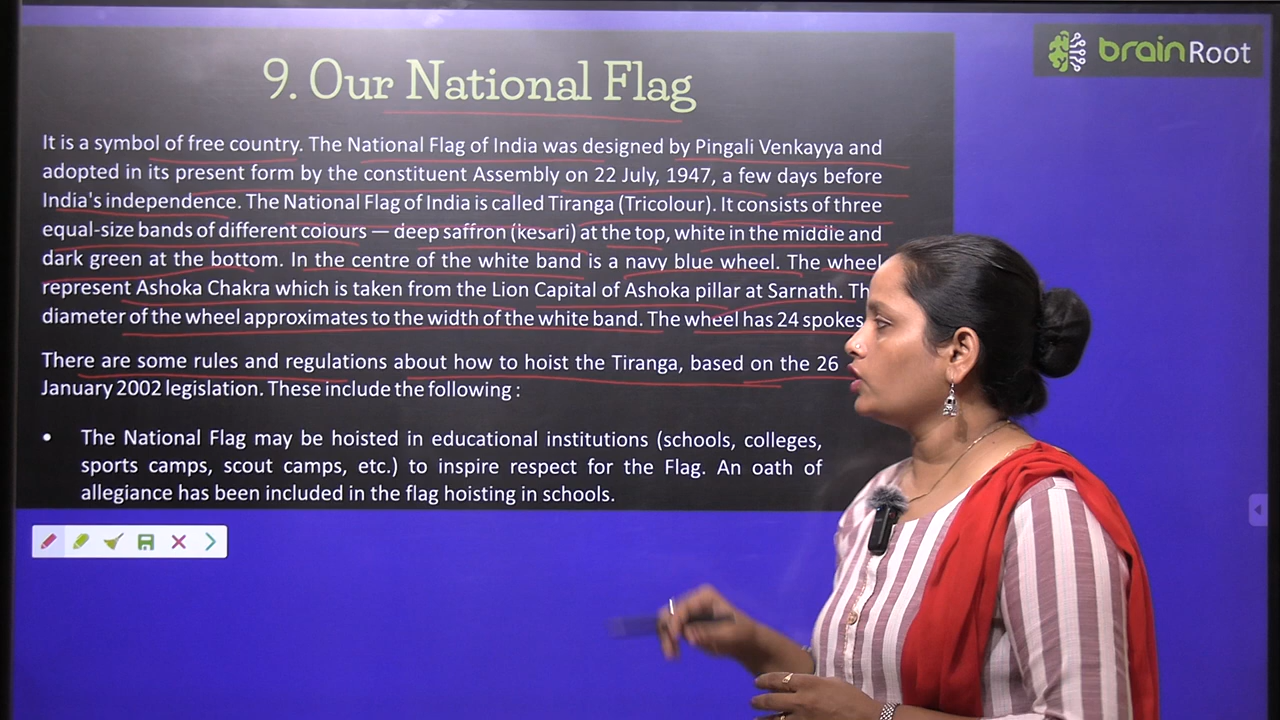 brainRoot
9. Our National Flag
It is a symbol of free country. The National Flag of India was designed by Pingali Venkayya and
adopted in its present form by the constituent Assembly on 22 July, 1947, a few days before
India's independence. The National Flag of India is called Tiranga (Tricolour). It consists of three
equal-size bands of different coiours — deep saffron (kesari) at the top, white in the middle and
dark green at the bottom. In the centre of the white band is a navy blue wheel. The wheel
represent Ashoka Chakra which is taken from the Lion Capital of Ashoka pillar at Sarnath.
diameter of the wheel approximates to the width of the white band. The wheel has 24 spokes
There are some rules and regulations about how to hoist the Tiranga, based on the 26
January 2002 legislation. These include the following :
• The National Flag may be hoisted in educational institutions (schools, colleges,
sports camps, scout camps, etc.) to inspire respect for the Flag. An oath of
allegiance has been included in the flag hoisting in schools.